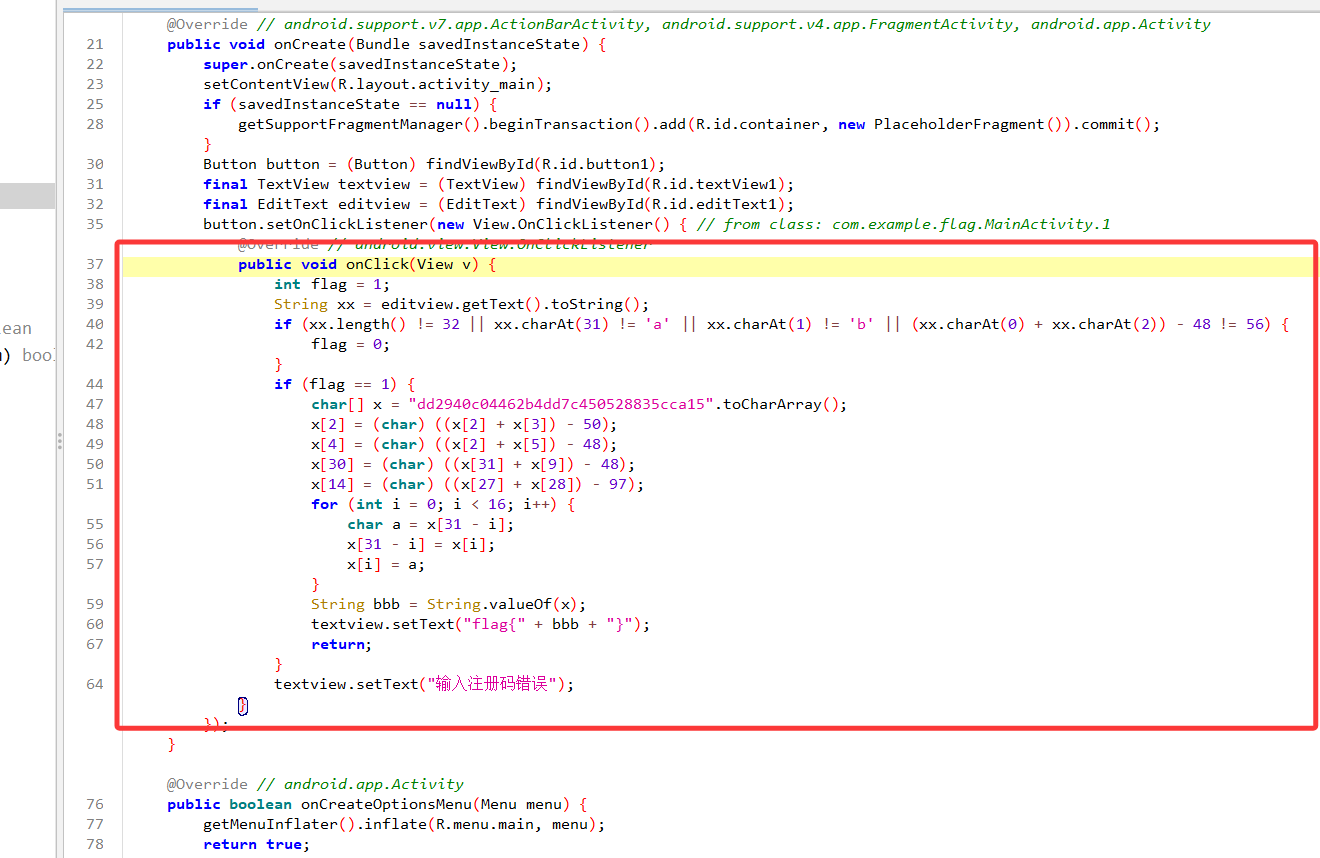 @Override // android.support.v7.app.ActionBarActivity, android.support.v4.app.FragmentActivity, android.app.Activity
21 public void onCreate(Bundle savedInstanceState) {
22 super.onCreate(savedInstanceState);
23 setContentView(R.layout.activity_main);
25 if (savedInstanceState == null) {
28 getSupportFragmentManager().beginTransaction().add(R.id.container, new PlaceholderFragment()).commit();
}
30 Button button = (Button) findViewById(R.id.button1);
31 final TextView textview = (TextView) findViewById(R.id.textView1);
32 final EditText editview = (EditText) findViewById(R.id.editText1);
35 button.setOnClickListener(new View.OnClickListener() { // from class: com.example.flag.MainActivity.1
@Override // android.view.View.OnClickListener
37 public void onClick(View v) {
38 int flag = 1;
39 String xx = editview.getText().toString();
40 if (xx.length() != 32 || xx.charAt(31) != 'a' || xx.charAt(1) != 'b' || (xx.charAt(0) + xx.charAt(2)) - 48 != 56) {
42 flag = 0;
}
44 if (flag == 1) {
47 char[] x = "dd2940c04462b4dd7c450528835cca15".toCharArray();
48 x[2] = (char) ((x[2] + x[3]) - 50);
49 x[4] = (char) ((x[2] + x[5]) - 48);
50 x[30] = (char) ((x[31] + x[9]) - 48);
51 x[14] = (char) ((x[27] + x[28]) - 97);
for (int i = 0; i < 16; i++) {
55 char a = x[31 - i];
56 x[31 - i] = x[i];
57 x[i] = a;
}
59 String bbb = String.valueOf(x);
60 textview.setText("flag{" + bbb + "}");
67 return;
}
64 textview.setText("输入注册码错误");
}
});
}
@Override // android.app.Activity
76 public boolean onCreateOptionsMenu(Menu menu) {
77 getMenuInflater().inflate(R.menu.main, menu);
78 return true;
ean
) bool